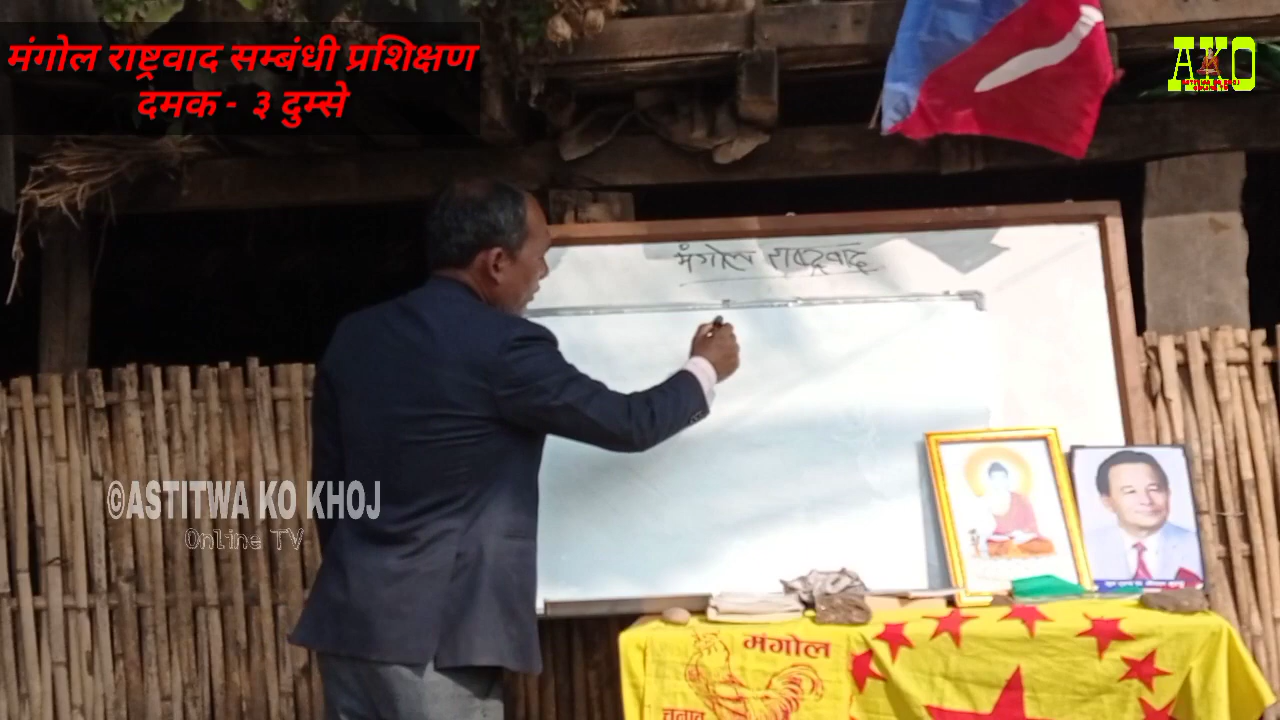 मंगोल राष्ट्रवाद सम्बंधी प्रशिक्षण
दमक - ३ दुम्से
AKO
मंगोल राष्ट्रवाद
©ASTITWA KO KHOJ
Online TV
मंगोल
चुनाव